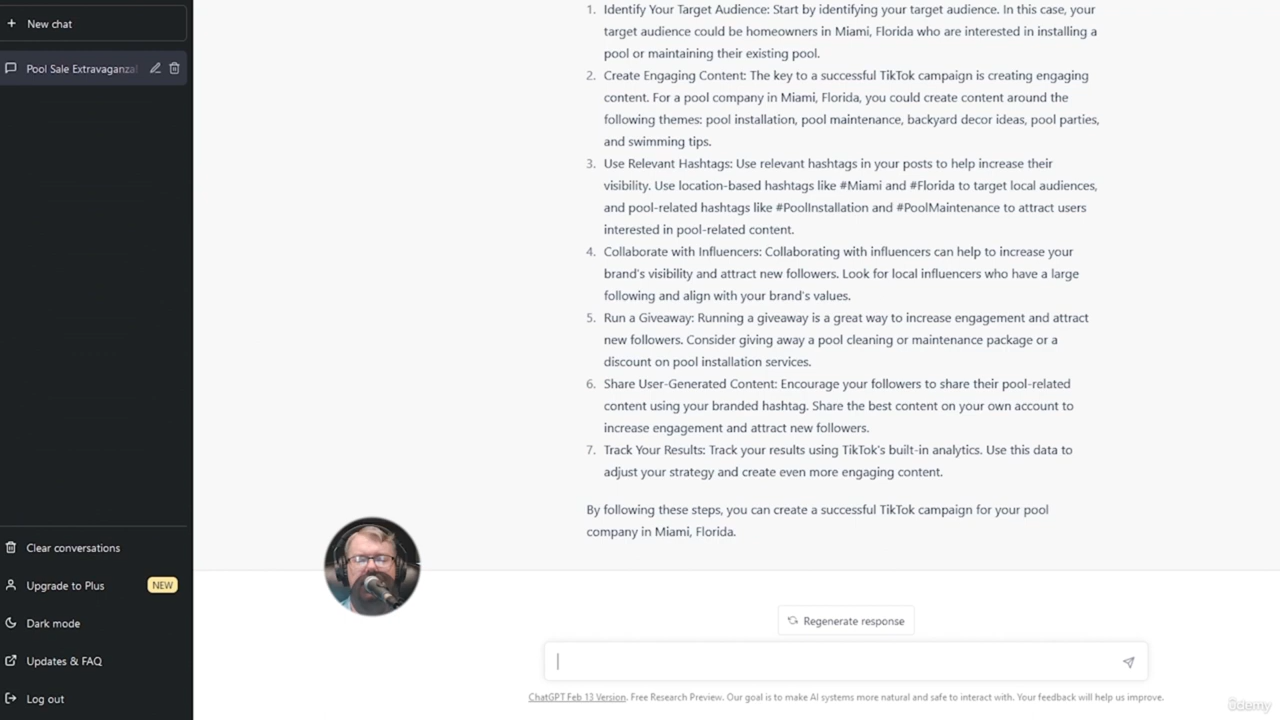 New chat
Pool Sale Extravaganza!
Clear conversations
Upgrade to Plus
NEW
Dark mode
Updates & FAQ
Log out
1. Identify Your Target Audience: Start by identifying your target audience. In this case, your
target audience could be homeowners in Miami, Florida who are interested in installing a
pool or maintaining their existing pool.
2. Create Engaging Content: The key to a successful TikTok campaign is creating engaging
content. For a pool company in Miami, Florida, you could create content around the
following themes: pool installation, pool maintenance, backyard decor ideas, pool parties,
and swimming tips.
3. Use Relevant Hashtags: Use relevant hashtags in your posts to help increase their
visibility. Use location-based hashtags like #Miami and #Florida to target local audiences,
and pool-related hashtags like #PoolInstallation and #PoolMaintenance to attract users
interested in pool-related content.
4. Collaborate with Influencers: Collaborating with influencers can help to increase your
brand's visibility and attract new followers. Look for local influencers who have a large
following and align with your brand's values.
5. Run a Giveaway: Running a giveaway is a great way to increase engagement and attract
new followers. Consider giving away a pool cleaning or maintenance package or a
discount on pool installation services.
6. Share User-Generated Content: Encourage your followers to share their pool-related
content using your branded hashtag. Share the best content on your own account to
increase engagement and attract new followers.
7. Track Your Results: Track your results using TikTok's built-in analytics. Use this data to
adjust your strategy and create even more engaging content.
By following these steps, you can create a successful TikTok campaign for your pool
company in Miami, Florida.
Regenerate response
ChatGPT Feb 13 Version. Free Research Preview. Our goal is to make AI systems more natural and safe to interact with. Your feedback will help us improve.
ûdemy